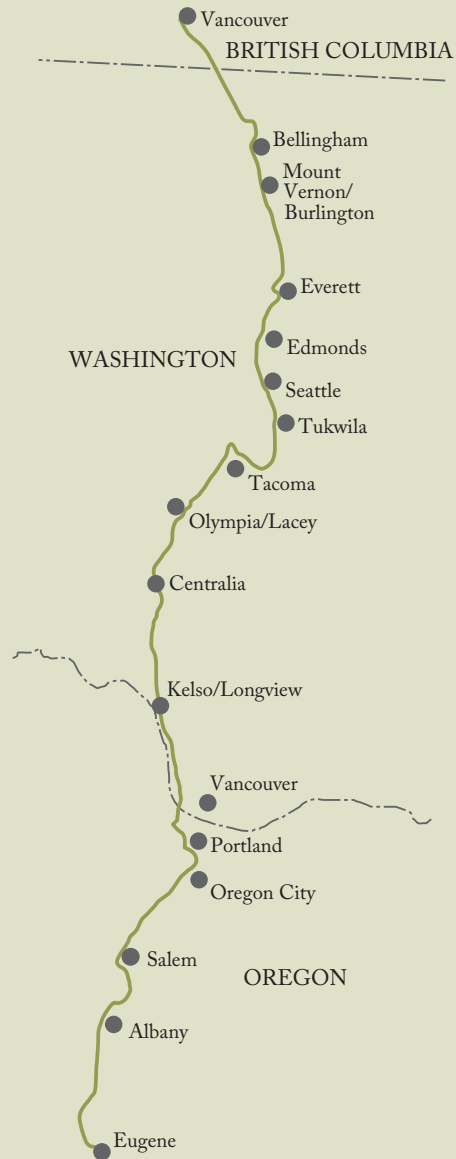 Vancouver
BRITISH COLUMBIA
Bellingham
Mount
Vernon/
Burlington
Everett
Edmonds
WASHINGTON
Seattle
Tukwila
Tacoma
Olympia/Lacey
Centralia
Kelso/Longview
Vancouver
Portland
Oregon City
Salem
OREGON
Albany
Eugene